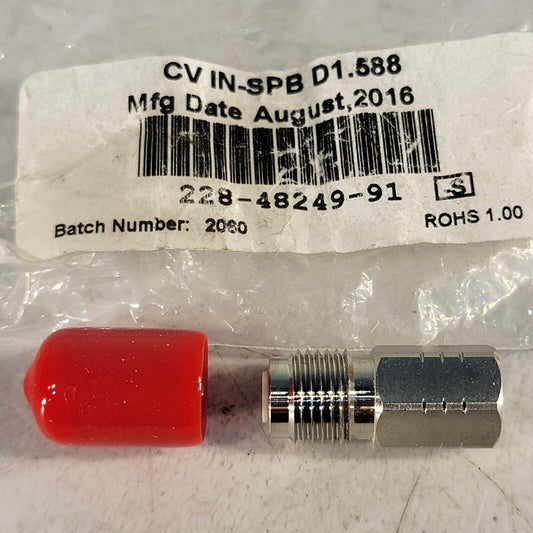 CV IN-SPB D1.588
Mfg Date August,2016
228-48249-91 S
Batch Number: 2060
ROHS 1.00